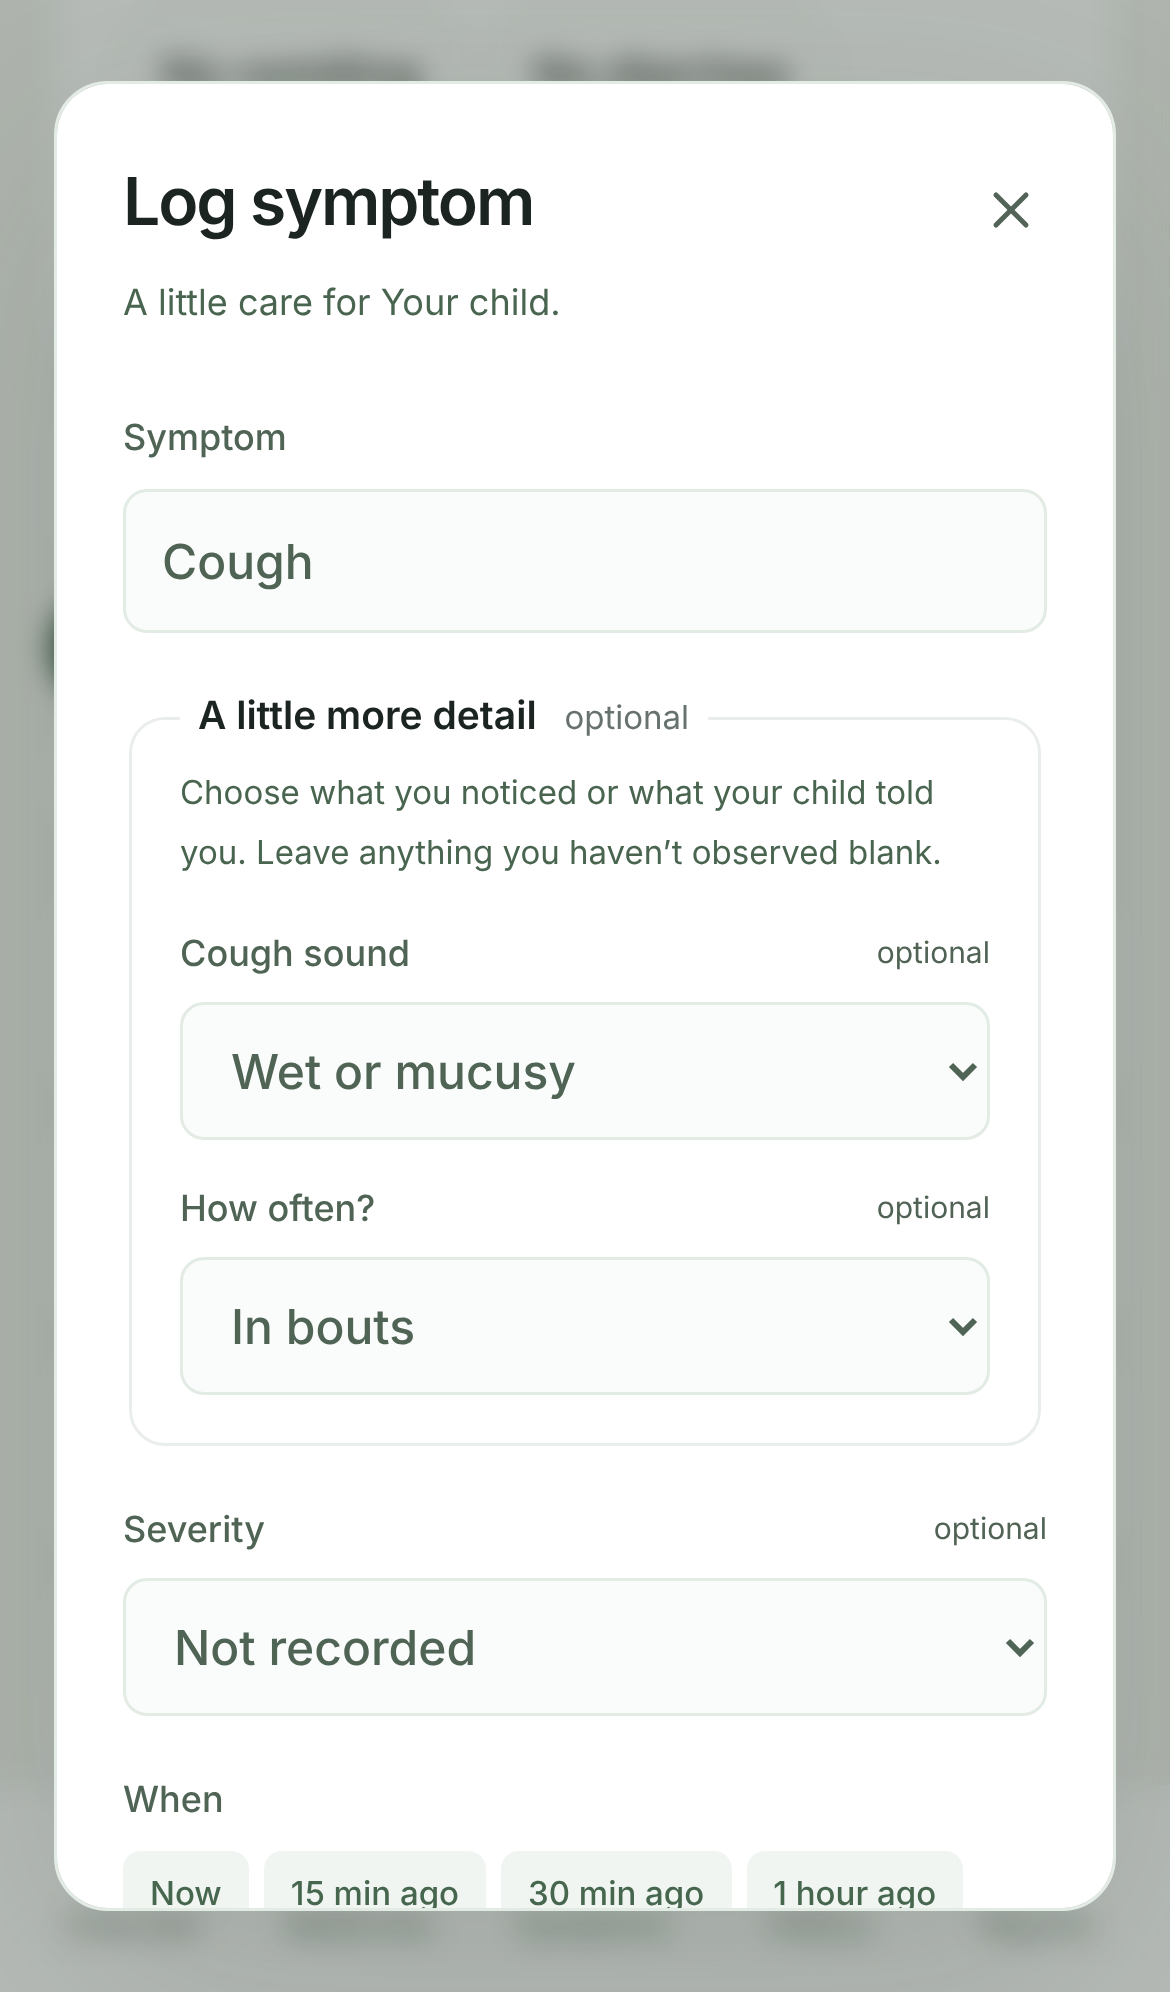 Log symptom
A little care for Your child.
Symptom
Cough
A little more detail optional
Choose what you noticed or what your child told
you. Leave anything you haven’t observed blank.
Cough sound optional
Wet or mucusy
How often? optional
In bouts
Severity optional
Not recorded
When
Now 15 min ago 30 min ago 1 hour ago